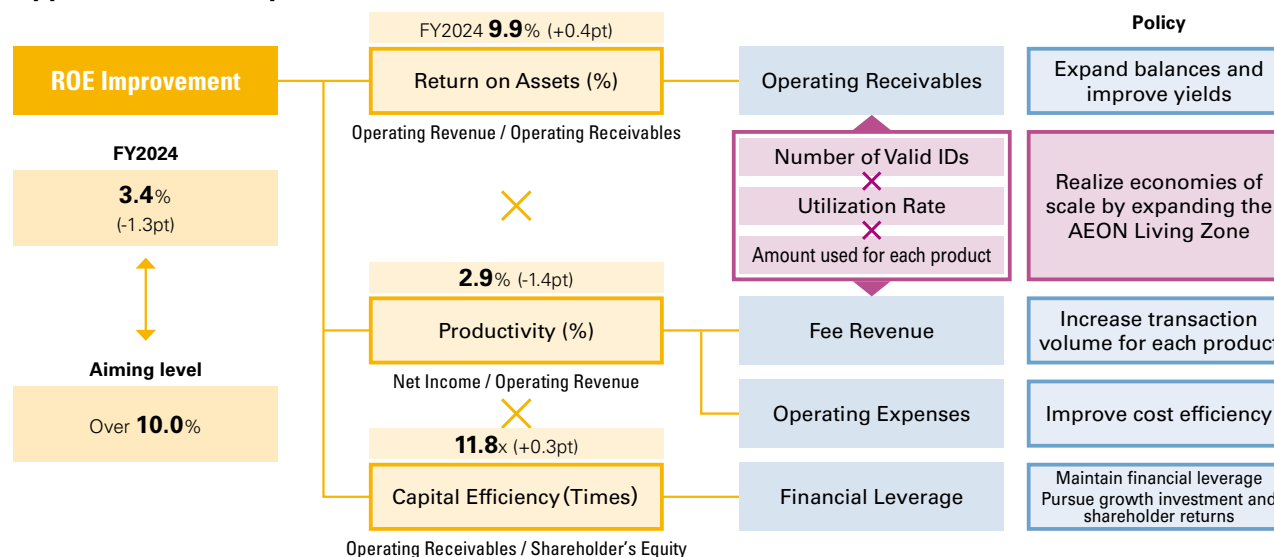 FY2024 9.9% (+0.4pt)
Policy
ROE Improvement
Return on Assets (%)
Operating Revenue / Operating Receivables
Operating Receivables
Expand balances and
improve yields
FY2024
3.4%
(-1.3pt)
Number of Valid IDs
×
Utilization Rate
×
Amount used for each product
Realize economies of
scale by expanding the
AEON Living Zone
×
2.9% (-1.4pt)
Productivity (%)
Net Income / Operating Revenue
Fee Revenue
Increase transaction
volume for each product
Aiming level
Over 10.0%
×
Operating Expenses
Improve cost efficiency
11.8x (+0.3pt)
Capital Efficiency (Times)
Operating Receivables / Shareholder's Equity
Financial Leverage
Maintain financial leverage
Pursue growth investment and
shareholder returns